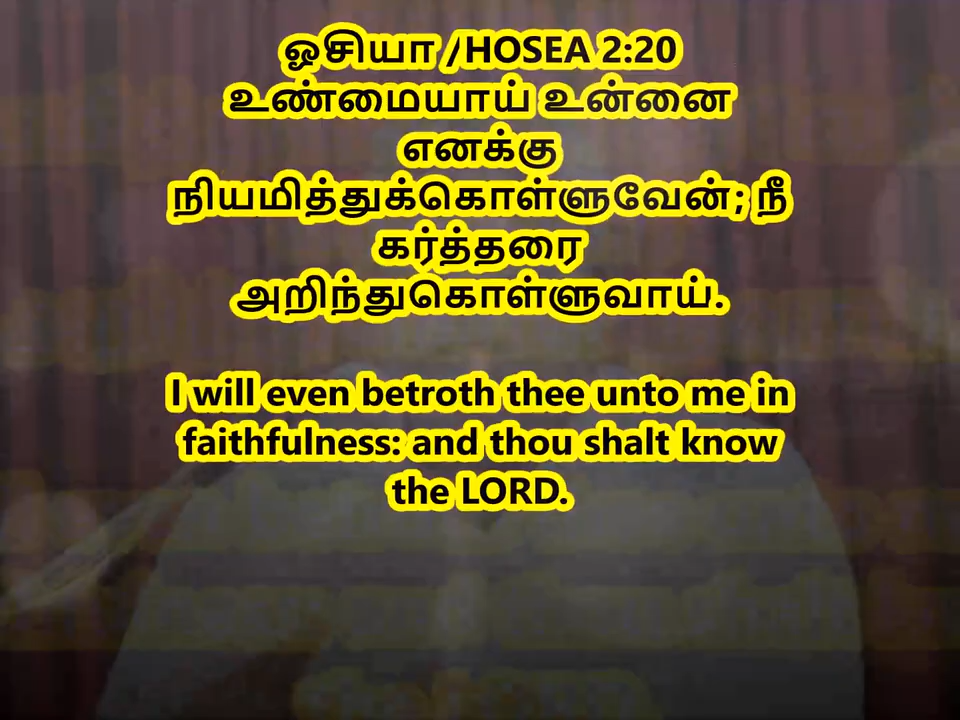 ஓசியா /HOSEA 2:20
உண்மையாய் உன்னை
எனக்கு
நியமித்துக்கொள்ளுவேன்; நீ
கர்த்தரை
அறிந்துகொள்ளுவாய்.
I will even betroth thee unto me in
faithfulness: and thou shalt know
the LORD.